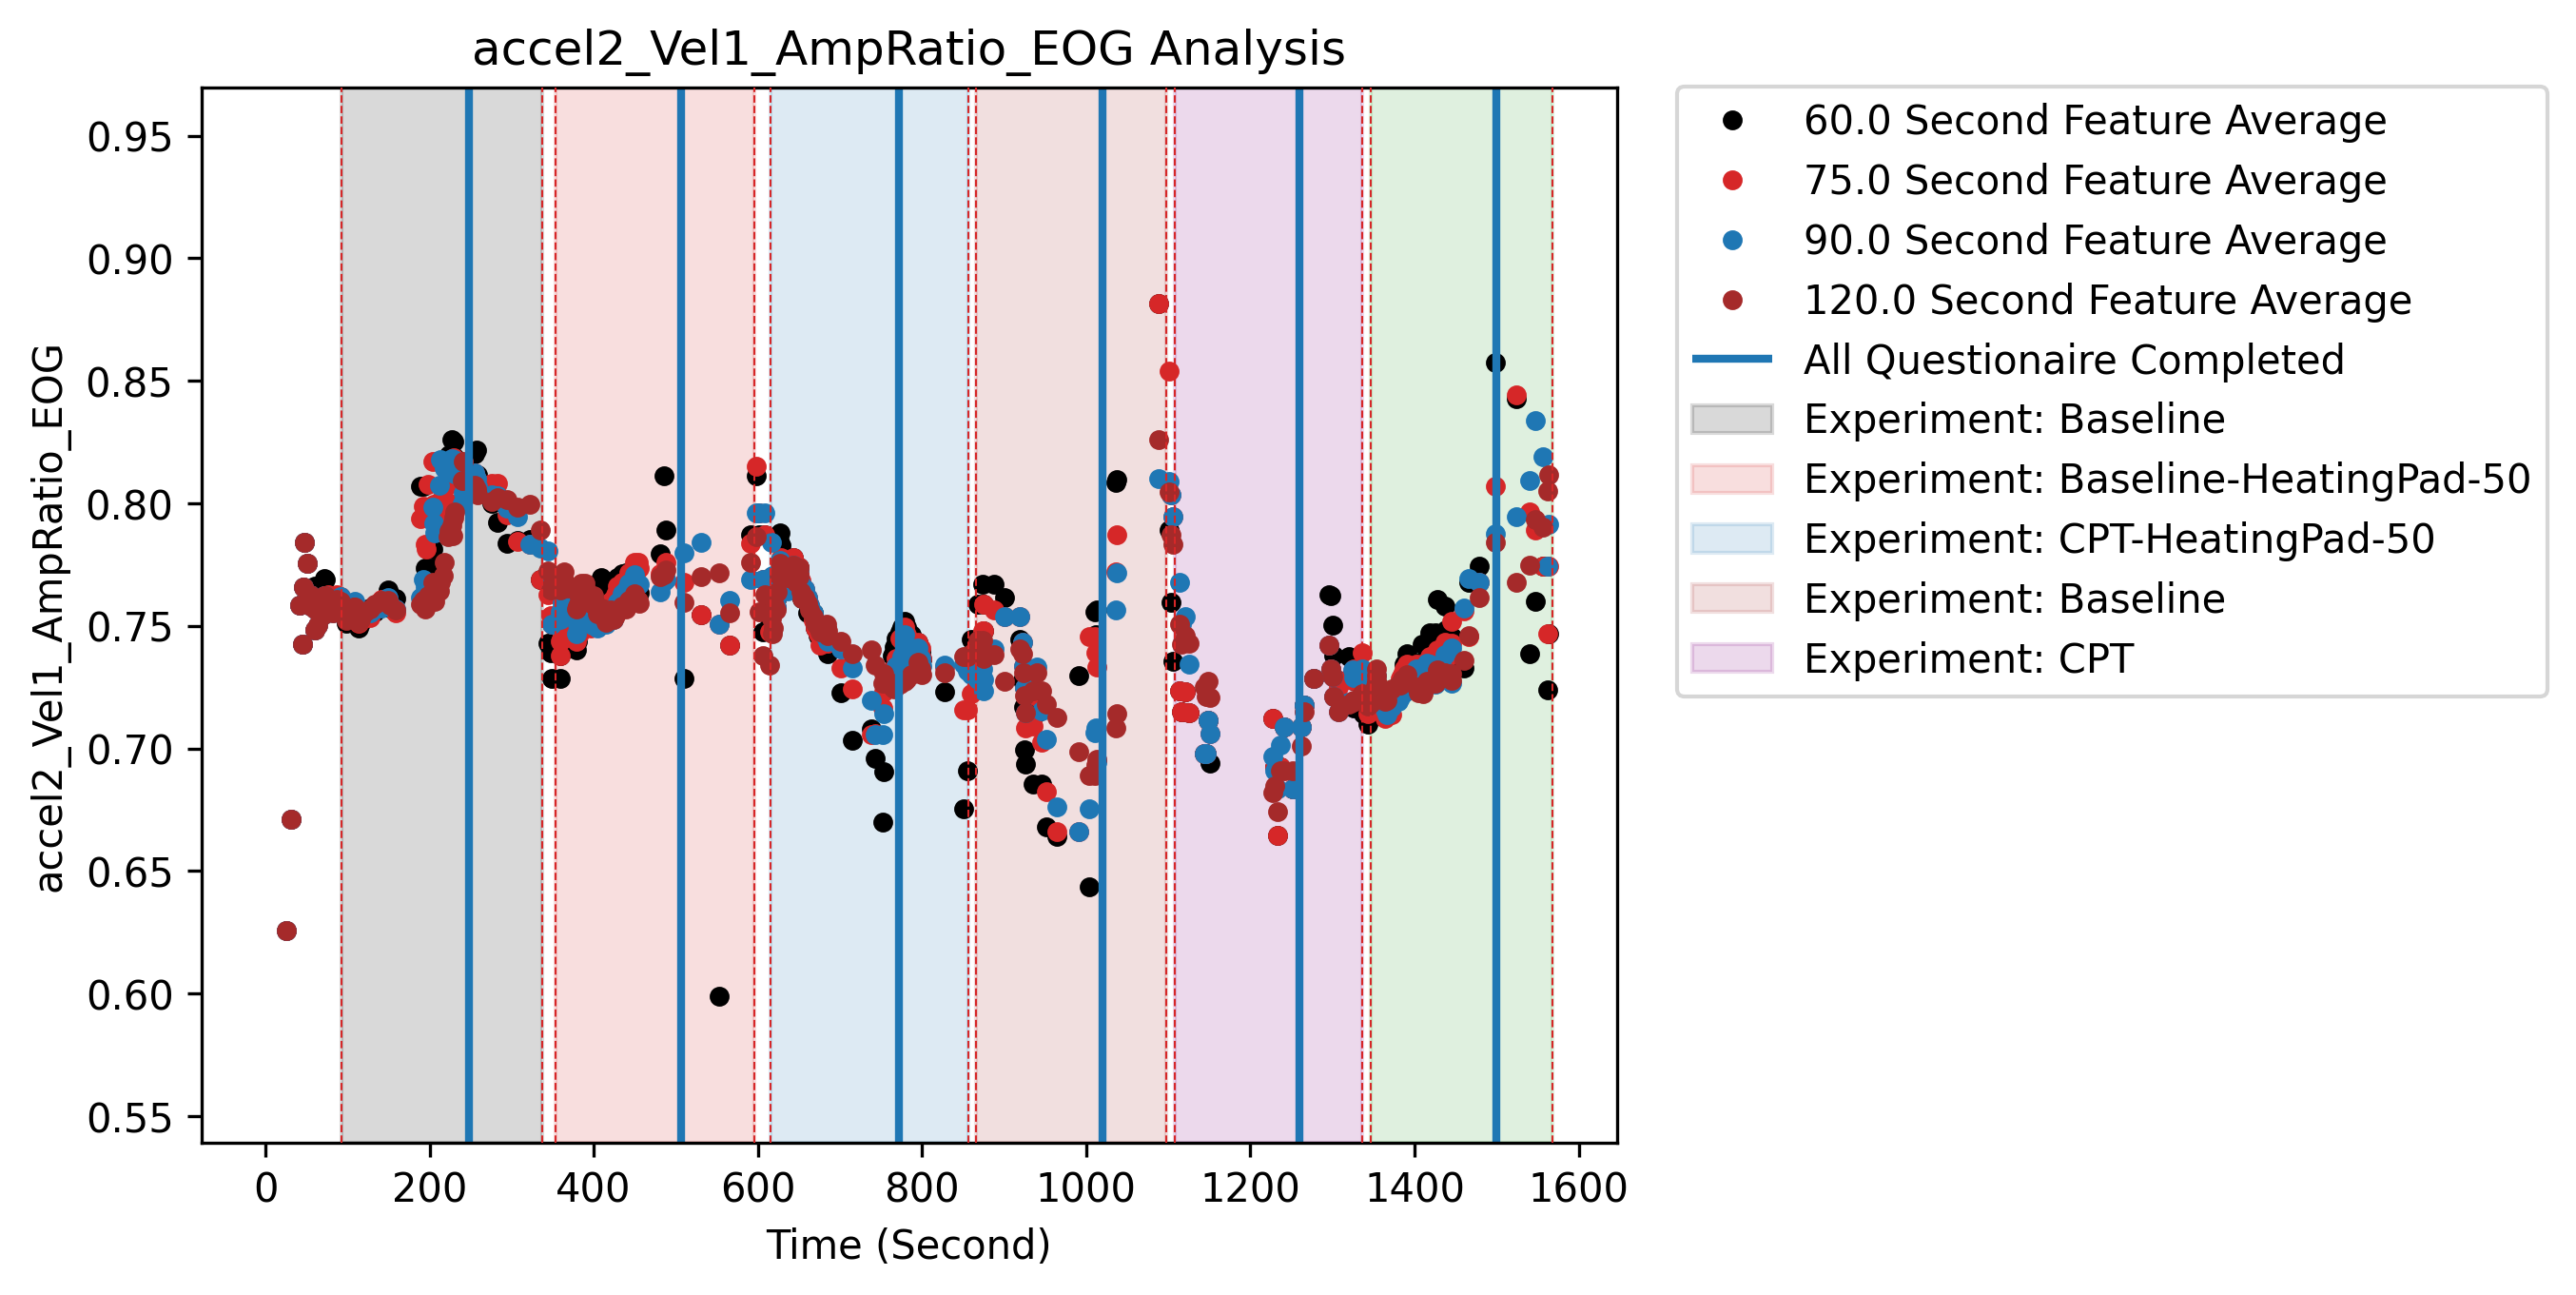 accel2_Vel1_AmpRatio_EOG Analysis
accel2_Vel1_AmpRatio_EOG
0.95
0.90
0.85
0.80
0.75
0.70
0.65
0.60
0.55
0 200 400 600 800 1000 1200 1400 1600
Time (Second)
60.0 Second Feature Average
75.0 Second Feature Average
90.0 Second Feature Average
120.0 Second Feature Average
All Questionaire Completed
Experiment: Baseline
Experiment: Baseline-HeatingPad-50
Experiment: CPT-HeatingPad-50
Experiment: Baseline
Experiment: CPT